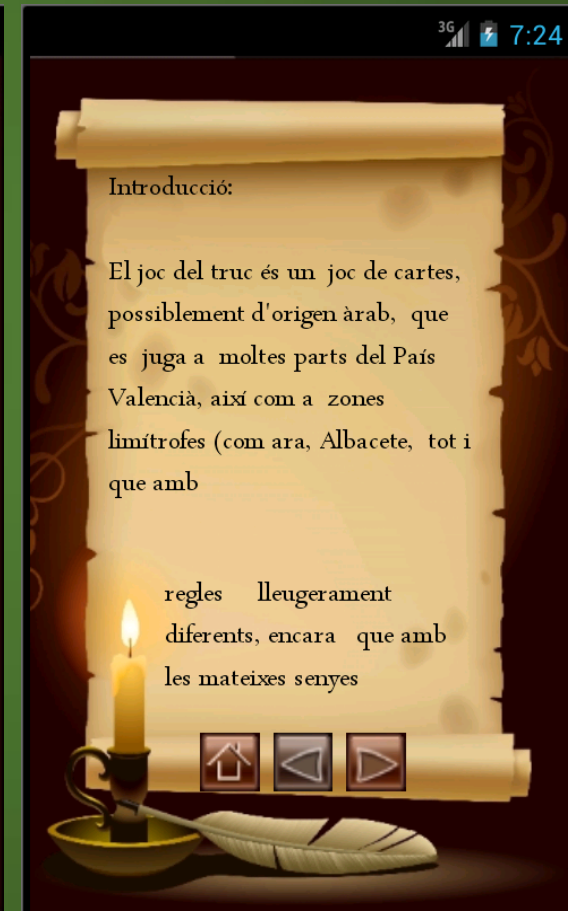 3G 7:24
Introducció:
El joc del truc és un joc de cartes,
possiblement d'origen àrab, que
es juga a moltes parts del País
Valencià, així com a zones
limítrofes (com ara, Albacete, tot i
que amb
regles lleugerament
diferents, encara que amb
les mateixes senyes